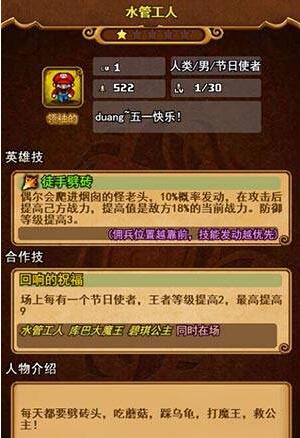 水管工人
LV 1
人类/男/节日使者
522
1/30
领袖的
duang~五一快乐!
英雄技
徒手劈砖
偶尔会爬进烟囱的怪老头,10%概率发动,在攻击后
提高己方战力,提高值是敌方18%的当前战力。防御
等级提高3。
(佣兵位置越靠前,技能发动越优先)
合作技
回响的祝福
场上每有一个节日使者,王者等级提高2,最高提高
9
水管工人 库巴大魔王 碧琪公主 同时在场
人物介绍
每天都要劈砖头,吃蘑菇,踩乌龟,打魔王,救公
主!